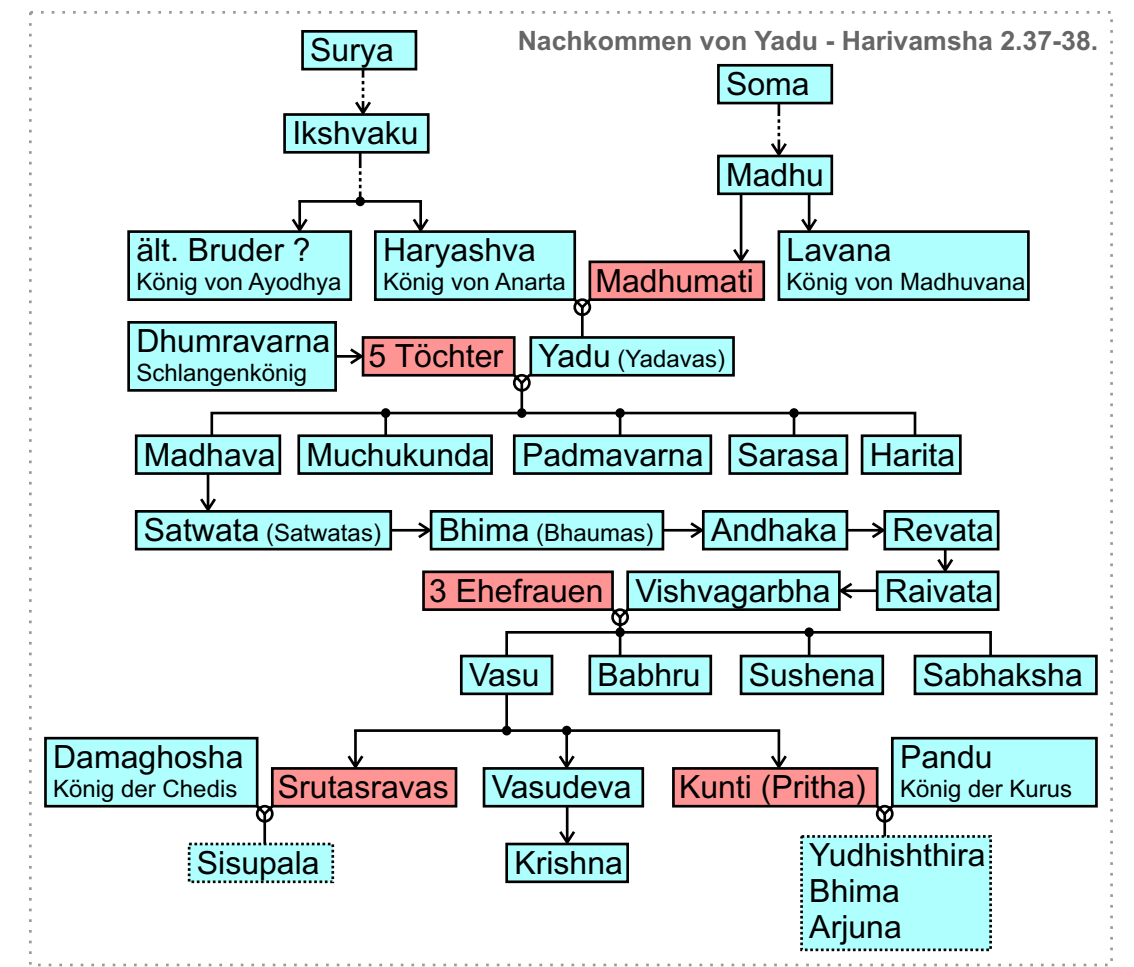 Nachkommen von Yadu - Harivamsha 2.37-38.
Surya
Soma
Ikshvaku
Madhu
ält. Bruder ?
König von Ayodhya
Haryashva
König von Anarta
Madhumati
Lavana
König von Madhuvana
Dhumravarna
Schlangenkönig
5 Töchter
Yadu (Yadavas)
Madhava
Muchukunda
Padmavarna
Sarasa
Harita
Satwata (Satwatas)
Bhima (Bhaumas)
Andhaka
Revata
3 Ehefrauen
Vishvagarbha
Raivata
Vasu
Babhru
Sushena
Sabhaksha
Damaghosha
König der Chedis
Srutasravas
Vasudeva
Kunti (Pritha)
Pandu
König der Kurus
Sisupala
Krishna
Yudhishthira
Bhima
Arjuna